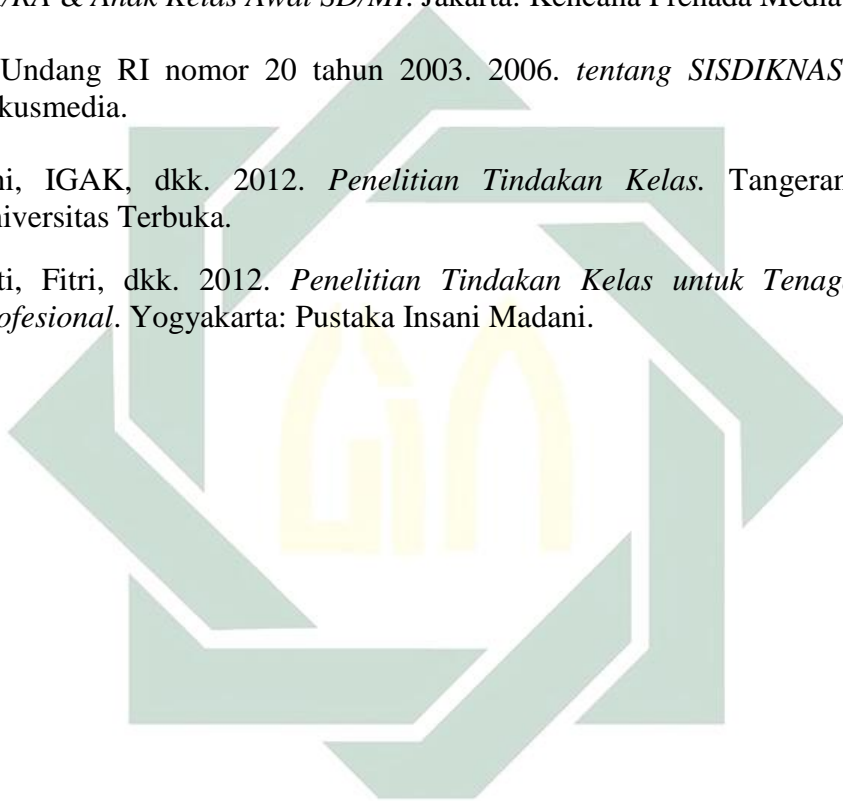 /RA & Anak Kelas Awal SD/MI. Jakarta: Kencana Prenada Media
Undang RI nomor 20 tahun 2003. 2006. tentang SISDIKNAS
kusmedia.
ni, IGAK, dkk. 2012. Penelitian Tindakan Kelas. Tangeran
niversitas Terbuka.
ti, Fitri, dkk. 2012. Penelitian Tindakan Kelas untuk Tenaga
ofesional. Yogyakarta: Pustaka Insani Madani.